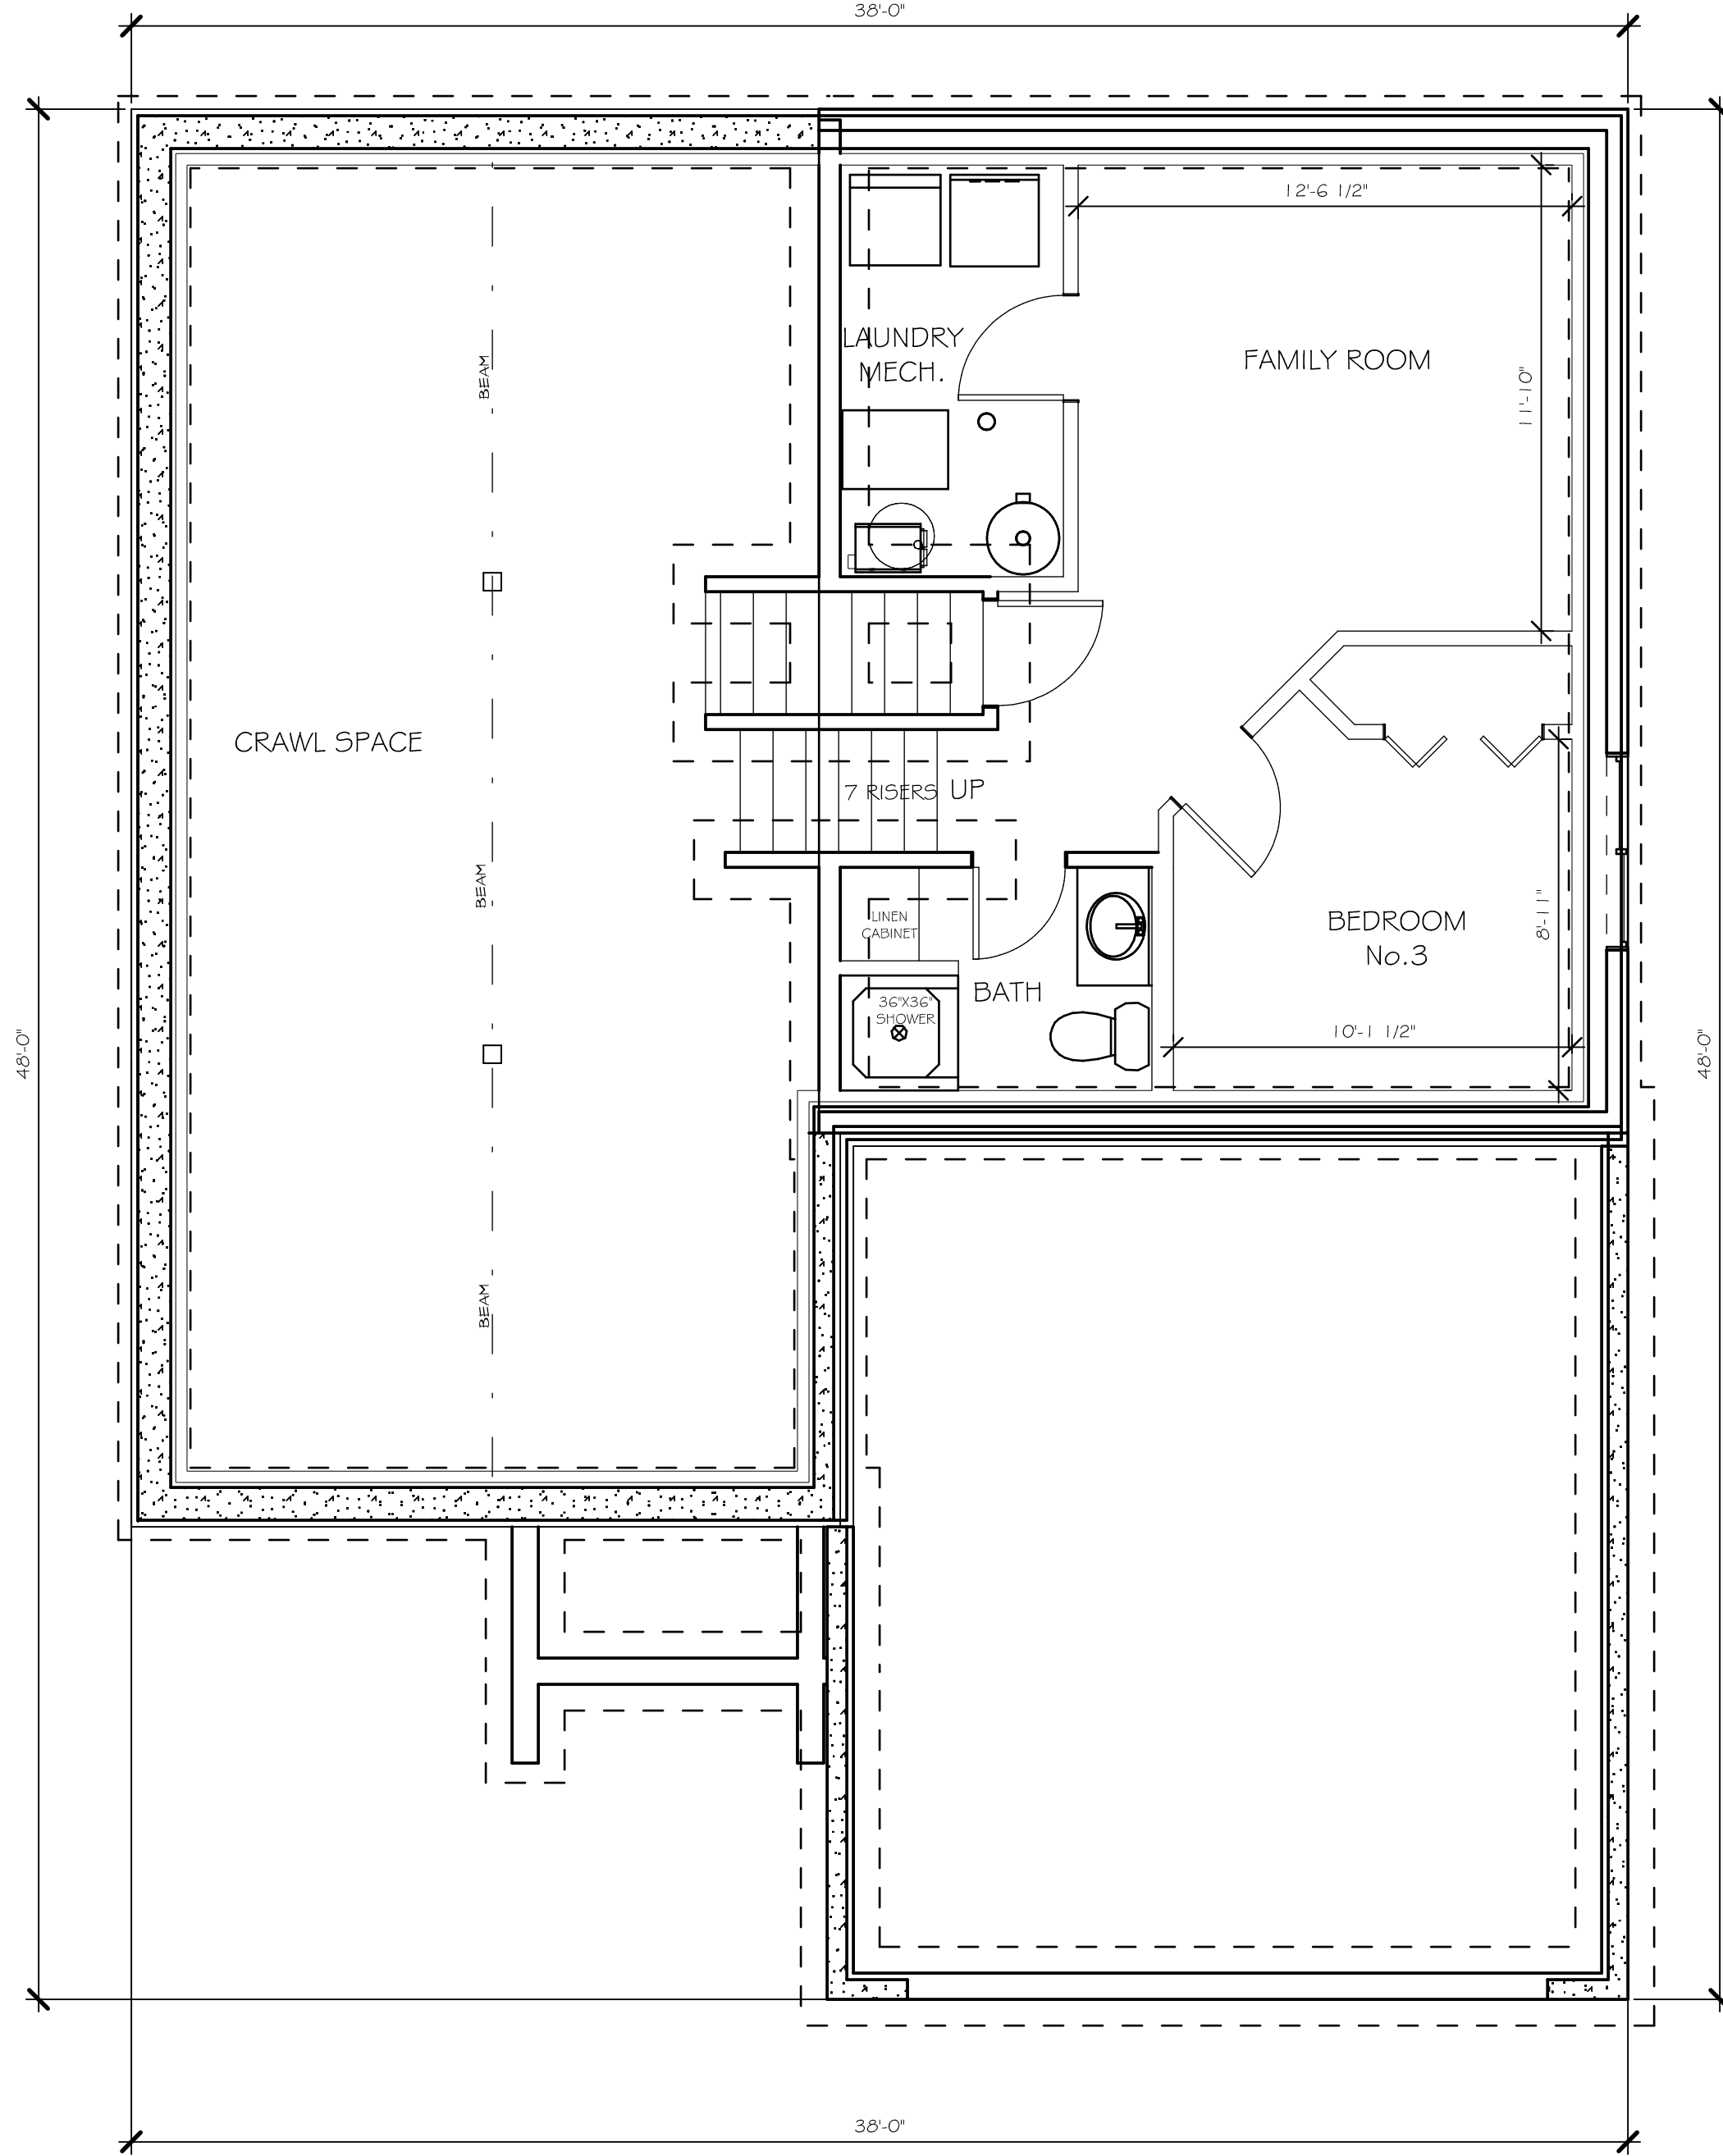 38'-0"
12'-6 1/2"
LAUNDRY
MECH.
FAMILY ROOM
11'-10"
BEAM
CRAWL SPACE
7 RISERS UP
BEAM
LINEN
CABINET
BEDROOM
No.3
8'-11"
36"X36"
SHOWER
BATH
10'-1 1/2"
48'-0"
48'-0"
BEAM
38'-0"